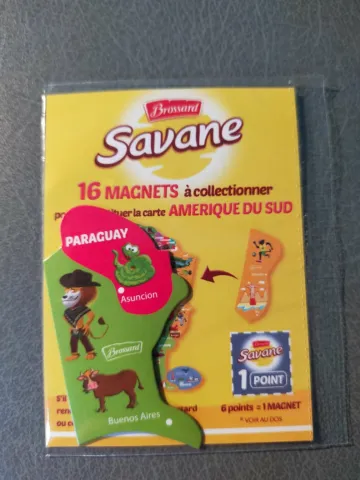 Brossard
Savane
16 MAGNETS à collectionner
tuer la carte AMERIQUE DU SUD
PARAGUAY
Asuncion
Brossard
Buenos Aires
Brossard
Savane
1 POINT
6 points = 1 MAGNET
* VOIR AU DOS